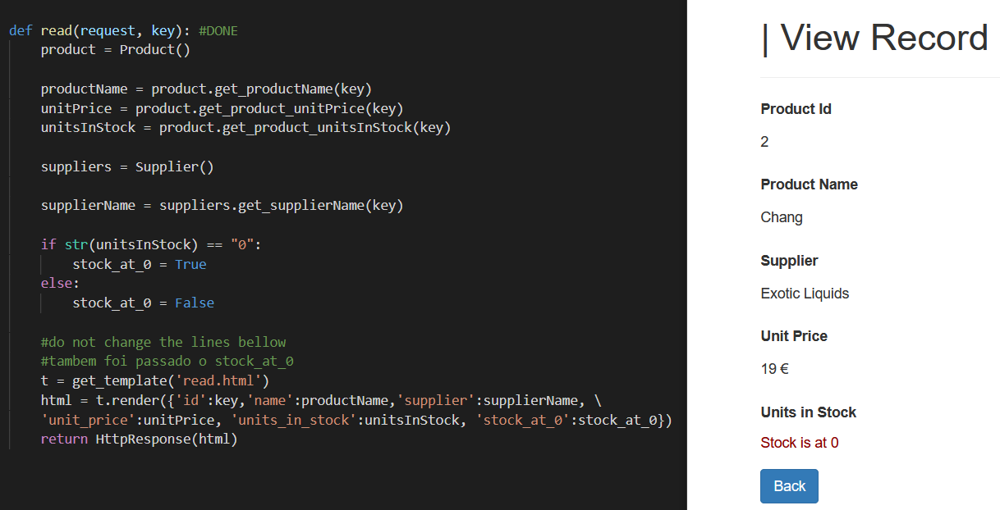 def read(request, key): #DONE
product = Product()
productName = product.get_productName(key)
unitPrice = product.get_product_unitPrice(key)
unitsInStock = product.get_product_unitsInStock(key)
suppliers = Supplier()
supplierName = suppliers.get_supplierName(key)
if str(unitsInStock) == "0":
stock_at_0 = True
else:
stock_at_0 = False
#do not change the lines bellow
#tambem foi passado o stock_at_0
t = get_template('read.html')
html = t.render({'id':key,'name':productName,'supplier':supplierName, \
'unit_price':unitPrice, 'units_in_stock':unitsInStock, 'stock_at_0':stock_at_0})
return HttpResponse(html)
| View Record
Product Id
2
Product Name
Chang
Supplier
Exotic Liquids
Unit Price
19 €
Units in Stock
Stock is at 0
Back